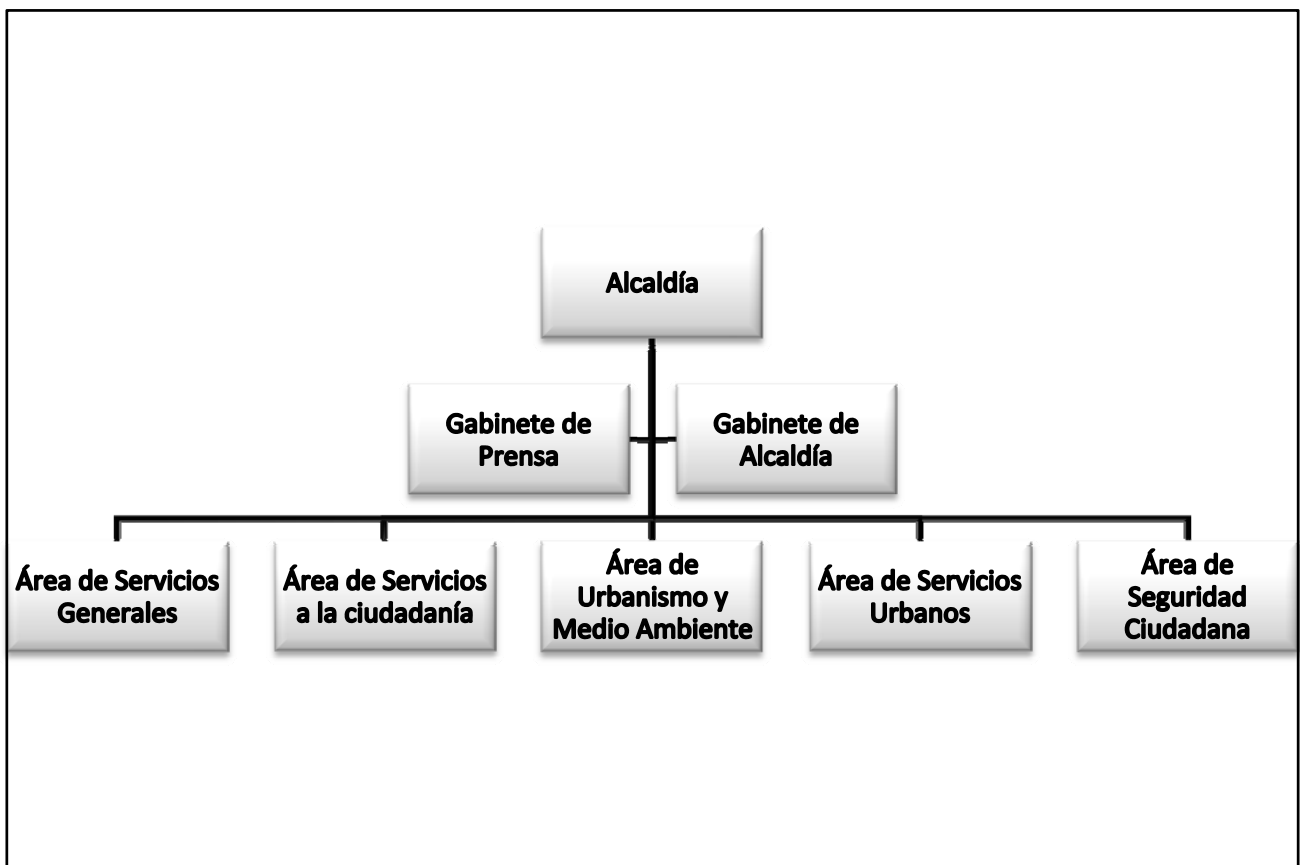 Alcaldía
Gabinete de
Prensa
Gabinete de
Alcaldía
Área de Servicios
Generales
Área de Servicios
a la ciudadanía
Área de
Urbanismo y
Medio Ambiente
Área de Servicios
Urbanos
Área de
Seguridad
Ciudadana